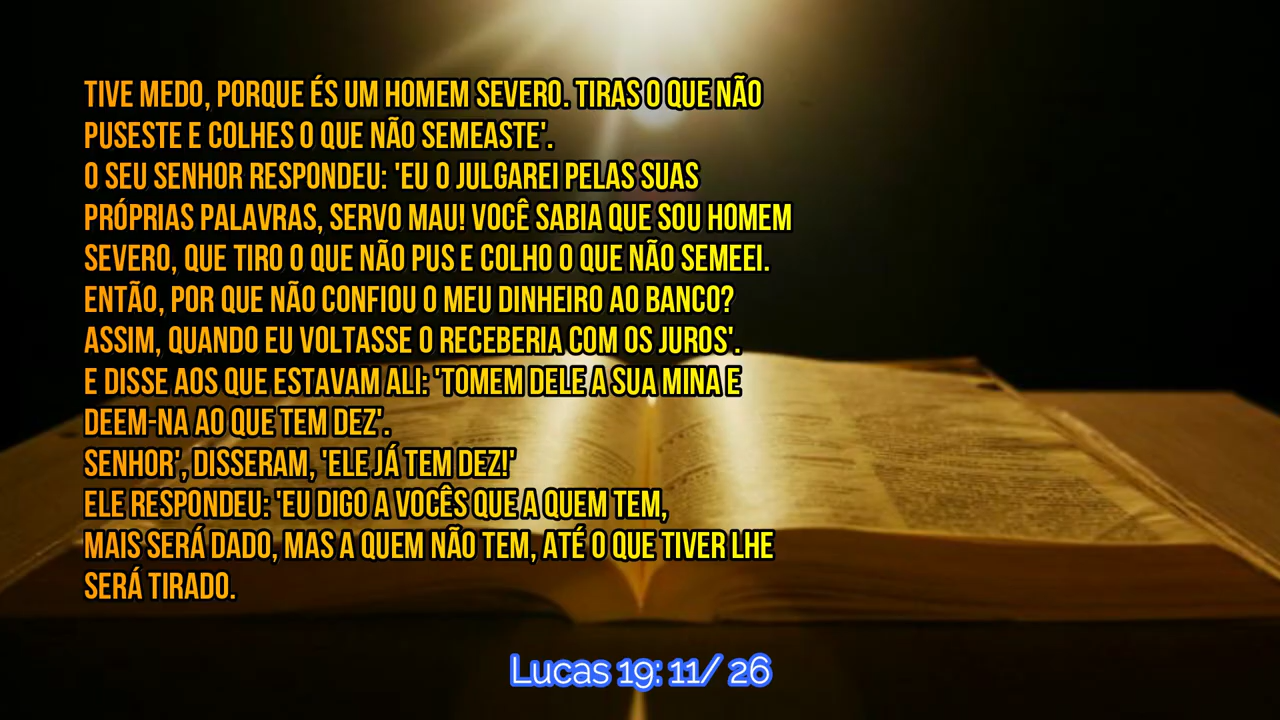 TIVE MEDO, PORQUE ÉS UM HOMEM SEVERO. TIRAS O QUE NÃO
PUSESTE E COLHES O QUE NÃO SEMEASTE'.
O SEU SENHOR RESPONDEU: 'EU O JULGAREI PELAS SUAS
PRÓPRIAS PALAVRAS, SERVO MAU! VOCÊ SABIA QUE SOU HOMEM
SEVERO, QUE TIRO O QUE NÃO PUS E COLHO O QUE NÃO SEMEEI.
ENTÃO, POR QUE NÃO CONFIOU O MEU DINHEIRO AO BANCO?
ASSIM, QUANDO EU VOLTASSE O RECEBERIA COM OS JUROS'.
E DISSE AOS QUE ESTAVAM ALI: 'TOMEM DELE A SUA MINA E
DEEM-NA AO QUE TEM DEZ'.
SENHOR', DISSERAM, 'ELE JÁ TEM DEZ!'
ELE RESPONDEU: 'EU DIGO A VOCÊS QUE A QUEM TEM,
MAIS SERÁ DADO, MAS A QUEM NÃO TEM, ATÉ O QUE TIVER LHE
SERÁ TIRADO.
Lucas 19: 11/ 26